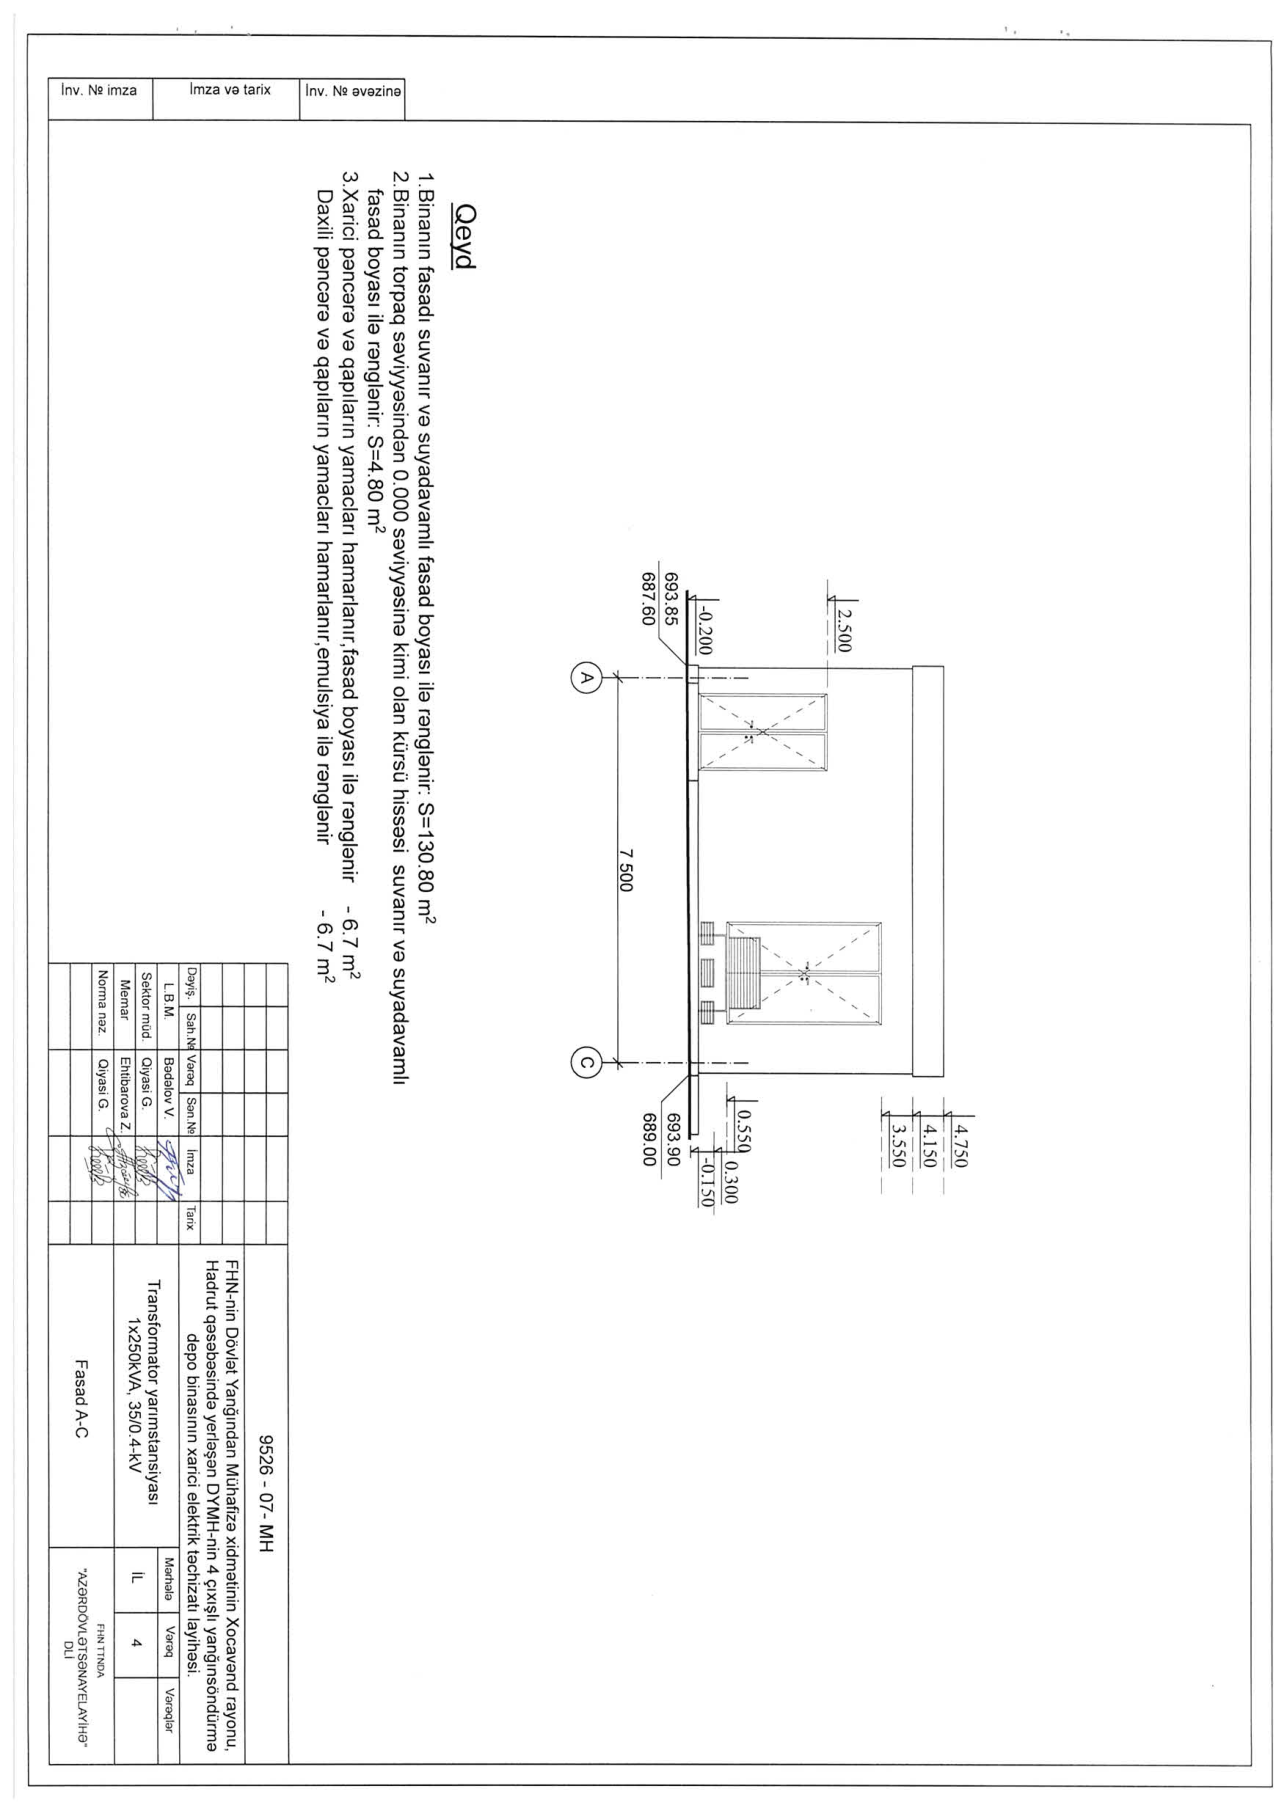 İnv. № imza
İmza və tarix
İnv. № əvəzinə
4.750
4.150
3.550
2.500
0.550
0.300
-0.150
-0.200
693.85
687.60
693.90
689.00
A
7 500
C
Qeyd
1.Binanın fasadı suvanır və suyadavamlı fasad boyası ilə rənglənir: S=130.80 m²
2.Binanın torpaq səviyyəsindən 0.000 səviyyəsinə kimi olan kürsü hissəsi suvanır və suyadavamlı
fasad boyası ilə rənglənir: S=4.80 m²
3.Xarici pəncərə və qapıların yamacları hamarlanır,fasad boyası ilə rənglənir - 6.7 m²
Daxili pəncərə və qapıların yamacları hamarlanır,emulsiya ilə rənglənir - 6.7 m²
9526 - 07- MH
FHN-nin Dövlət Yanğından Mühafizə xidmətinin Xocavənd rayonu,
Hadrut qəsəbəsində yerləşən DYMH-nin 4 çıxışlı yanğınsöndürmə
depo binasının xarici elektrik təchizatı layihəsi.
Dəyiş. Sah.№ Vərəq Sən.№ İmza Tarix
L.B.M. Bədəlov V.
Sektor müd. Qiyasi G.
Memar Ehtibarova Z.
Norma nəz. Qiyasi G.
Transformator yarımstansiyası
1x250kVA, 35/0.4-kV
Mərhələ Vərəq Vərəqlər
İL 4
Fasad A-C
FHN TTNDA
"AZƏRDÖVLƏTSƏNAYELAYİHƏ"
DLİ